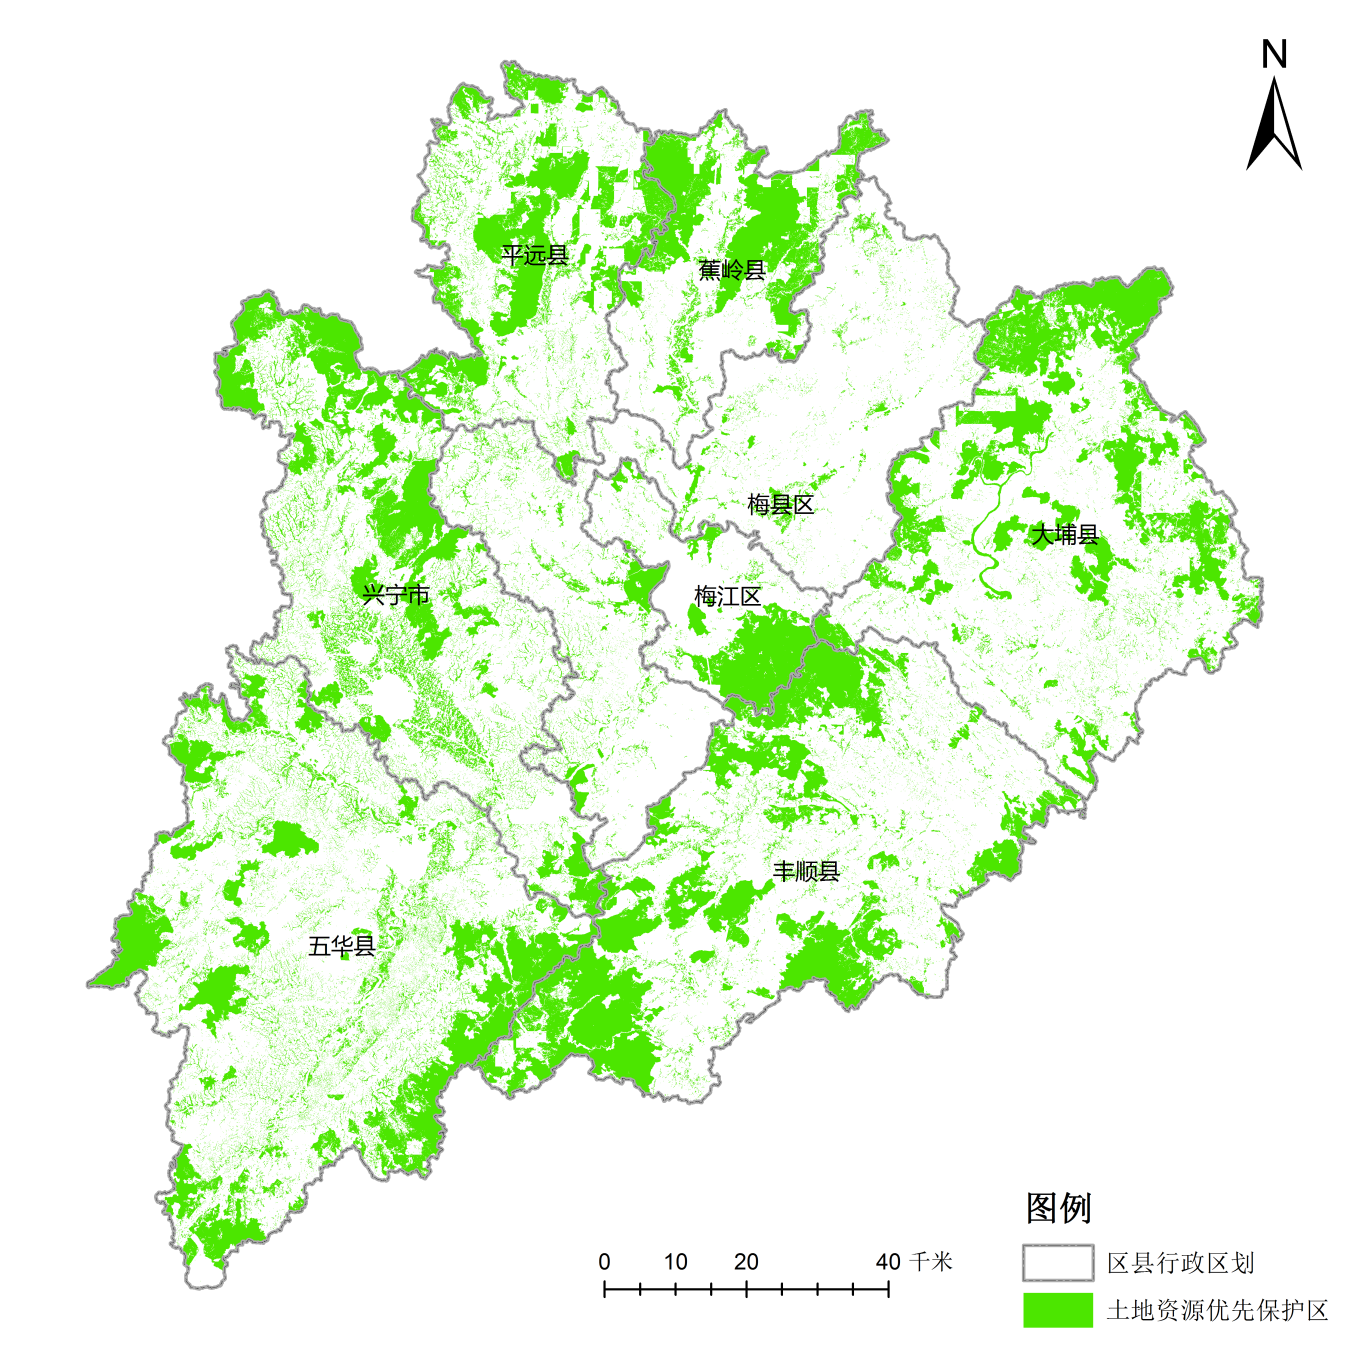 N
平远县
蕉岭县
梅县区
大埔县
兴宁市
梅江区
丰顺县
五华县
图例
0 10 20 40 千米
区县行政区划
土地资源优先保护区